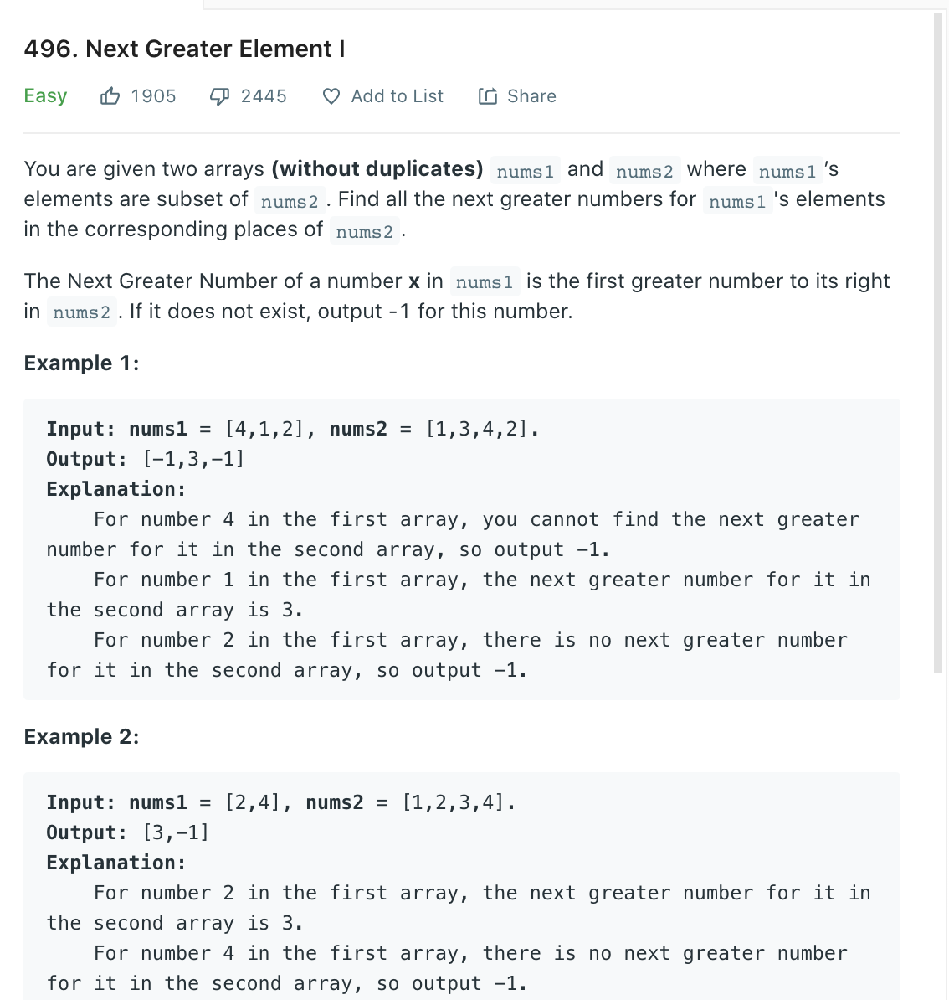 496. Next Greater Element I
Easy 1905 2445 Add to List Share
You are given two arrays (without duplicates) nums1 and nums2 where nums1 ’s
elements are subset of nums2 . Find all the next greater numbers for nums1 's elements
in the corresponding places of nums2 .
The Next Greater Number of a number x in nums1 is the first greater number to its right
in nums2 . If it does not exist, output -1 for this number.
Example 1:
Input: nums1 = [4,1,2], nums2 = [1,3,4,2].
Output: [-1,3,-1]
Explanation:
For number 4 in the first array, you cannot find the next greater
number for it in the second array, so output -1.
For number 1 in the first array, the next greater number for it in
the second array is 3.
For number 2 in the first array, there is no next greater number
for it in the second array, so output -1.
Example 2:
Input: nums1 = [2,4], nums2 = [1,2,3,4].
Output: [3,-1]
Explanation:
For number 2 in the first array, the next greater number for it in
the second array is 3.
For number 4 in the first array, there is no next greater number
for it in the second array, so output -1.